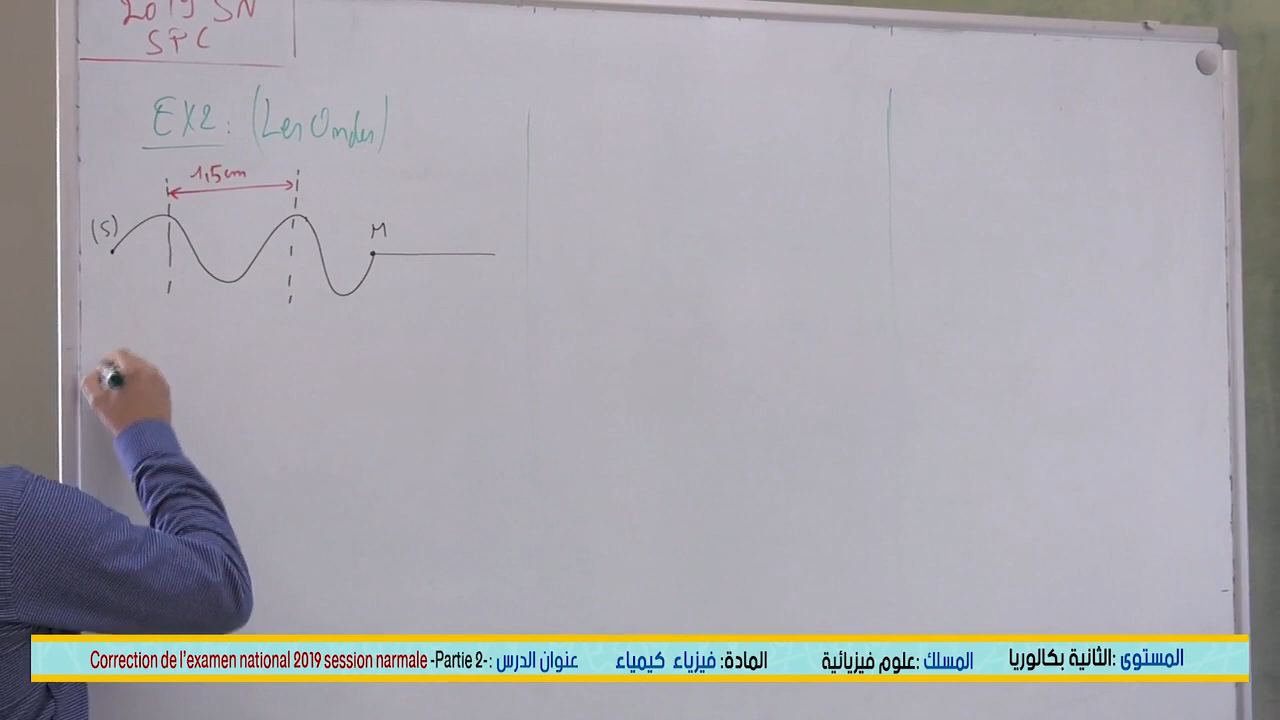 2019 SN
SPC
EX2: (Les Ondes)
1,5cm
(S)
M
المستوى :الثانية بكالوريا المسلك :علوم فيزيائية المادة: فيزياء كيمياء عنوان الدرس :Correction de l'examen national 2019 session narmale -Partie 2-